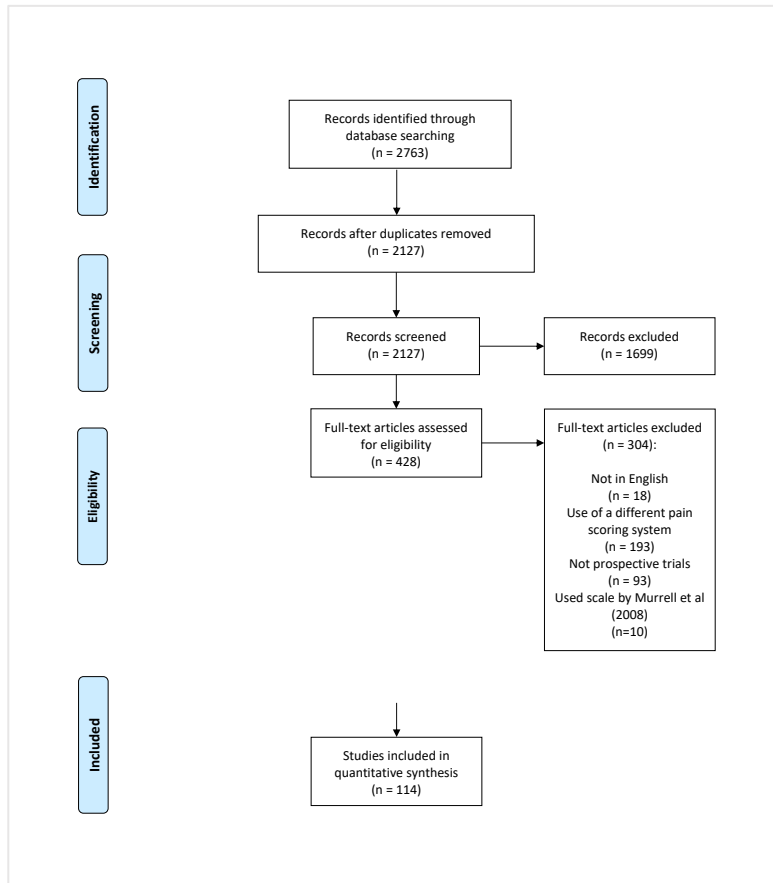 Identification
Records identified through
database searching
(n = 2763)
Records after duplicates removed
(n = 2127)
Screening
Records screened
(n = 2127)
Records excluded
(n = 1699)
Eligibility
Full-text articles assessed
for eligibility
(n = 428)
Full-text articles excluded
(n = 304):
Not in English
(n = 18)
Use of a different pain
scoring system
(n = 193)
Not prospective trials
(n = 93)
Used scale by Murrell et al
(2008)
(n=10)
Included
Studies included in
quantitative synthesis
(n = 114)